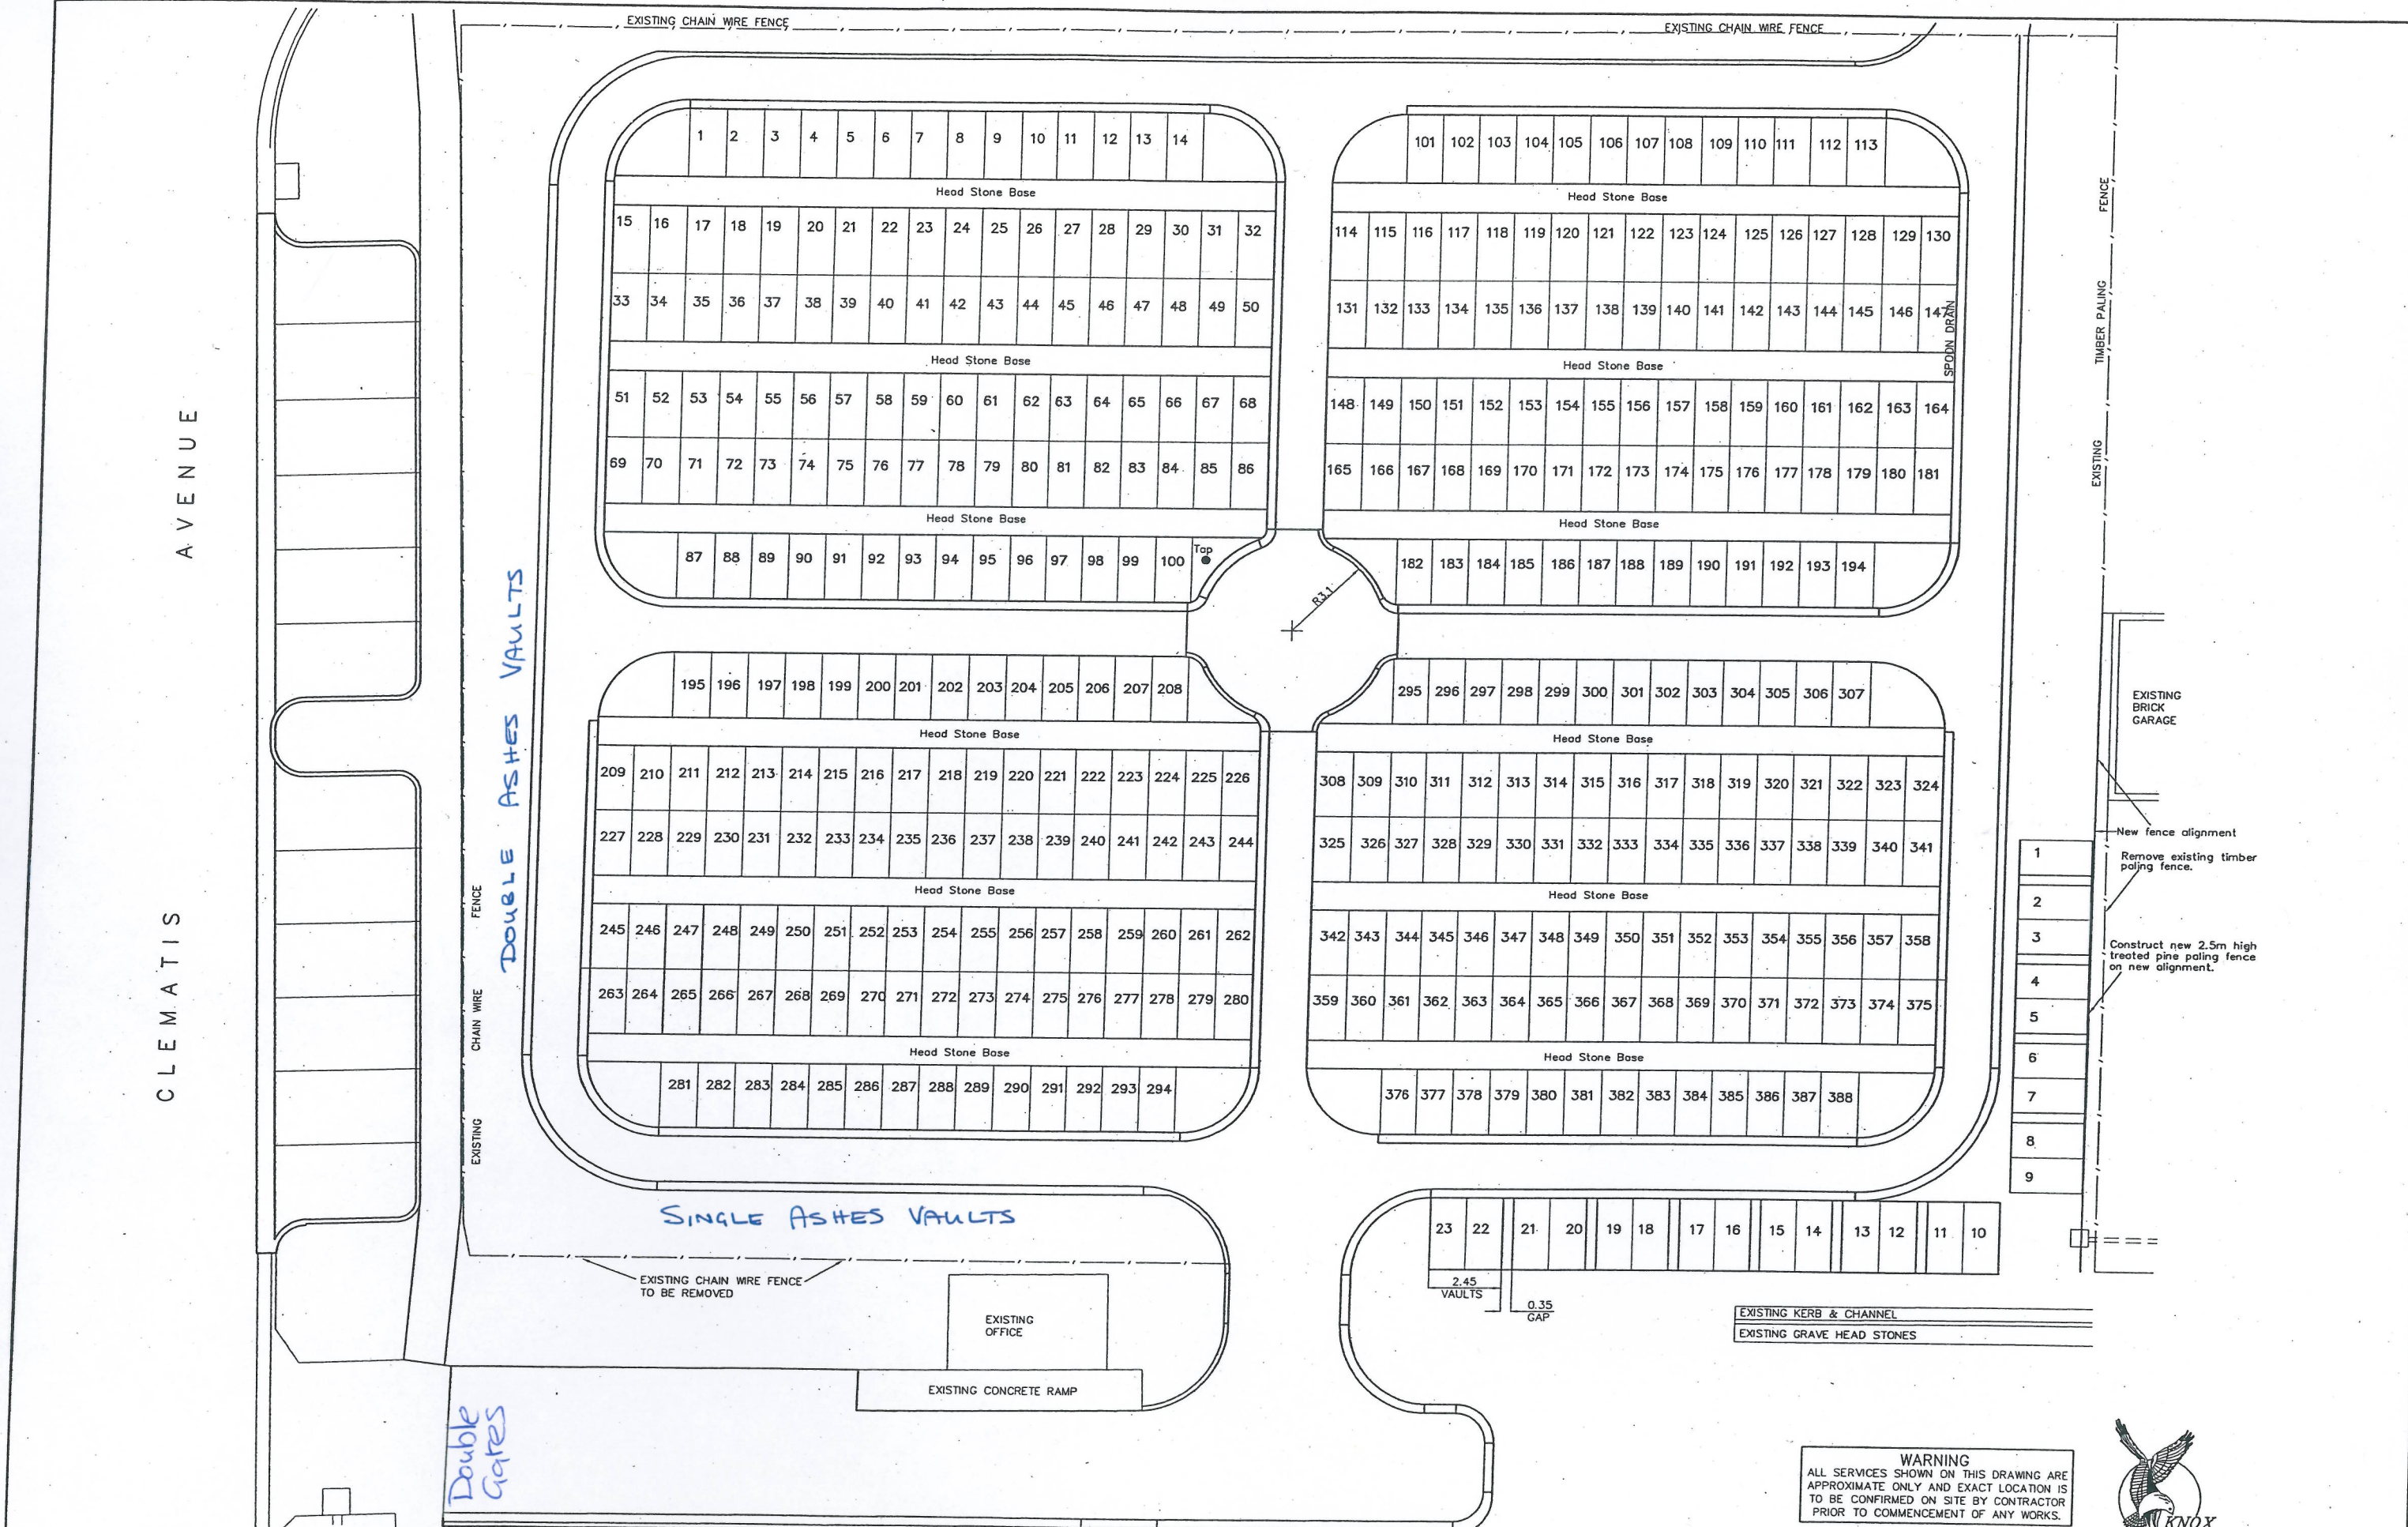 EXISTING CHAIN WIRE FENCE
EXISTING CHAIN WIRE FENCE
1 2 3 4 5 6 7 8 9 10 11 12 13 14
Head Stone Base
15 16 17 18 19 20 21 22 23 24 25 26 27 28 29 30 31 32
33 34 35 36 37 38 39 40 41 42 43 44 45 46 47 48 49 50
Head Stone Base
51 52 53 54 55 56 57 58 59 60 61 62 63 64 65 66 67 68
69 70 71 72 73 74 75 76 77 78 79 80 81 82 83 84 85 86
Head Stone Base
87 88 89 90 91 92 93 94 95 96 97 98 99 100
Tap
101 102 103 104 105 106 107 108 109 110 111 112 113
Head Stone Base
114 115 116 117 118 119 120 121 122 123 124 125 126 127 128 129 130
131 132 133 134 135 136 137 138 139 140 141 142 143 144 145 146 147
SPOON DRAIN
Head Stone Base
148 149 150 151 152 153 154 155 156 157 158 159 160 161 162 163 164
165 166 167 168 169 170 171 172 173 174 175 176 177 178 179 180 181
Head Stone Base
182 183 184 185 186 187 188 189 190 191 192 193 194
R3.1
195 196 197 198 199 200 201 202 203 204 205 206 207 208
Head Stone Base
209 210 211 212 213 214 215 216 217 218 219 220 221 222 223 224 225 226
227 228 229 230 231 232 233 234 235 236 237 238 239 240 241 242 243 244
Head Stone Base
245 246 247 248 249 250 251 252 253 254 255 256 257 258 259 260 261 262
263 264 265 266 267 268 269 270 271 272 273 274 275 276 277 278 279 280
Head Stone Base
281 282 283 284 285 286 287 288 289 290 291 292 293 294
295 296 297 298 299 300 301 302 303 304 305 306 307
Head Stone Base
308 309 310 311 312 313 314 315 316 317 318 319 320 321 322 323 324
325 326 327 328 329 330 331 332 333 334 335 336 337 338 339 340 341
Head Stone Base
342 343 344 345 346 347 348 349 350 351 352 353 354 355 356 357 358
359 360 361 362 363 364 365 366 367 368 369 370 371 372 373 374 375
Head Stone Base
376 377 378 379 380 381 382 383 384 385 386 387 388
CLEMATIS AVENUE
EXISTING CHAIN WIRE FENCE
DOUBLE ASHES VAULTS
SINGLE ASHES VAULTS
EXISTING CHAIN WIRE FENCE
TO BE REMOVED
EXISTING
OFFICE
EXISTING CONCRETE RAMP
Double
Gates
EXISTING TIMBER PALING FENCE
EXISTING
BRICK
GARAGE
New fence alignment
Remove existing timber
paling fence.
Construct new 2.5m high
treated pine paling fence
on new alignment.
1
2
3
4
5
6
7
8
9
23 22 21 20 19 18 17 16 15 14 13 12 11 10
2.45
VAULTS
0.35
GAP
EXISTING KERB & CHANNEL
EXISTING GRAVE HEAD STONES
WARNING
ALL SERVICES SHOWN ON THIS DRAWING ARE
APPROXIMATE ONLY AND EXACT LOCATION IS
TO BE CONFIRMED ON SITE BY CONTRACTOR
PRIOR TO COMMENCEMENT OF ANY WORKS.
KNOX